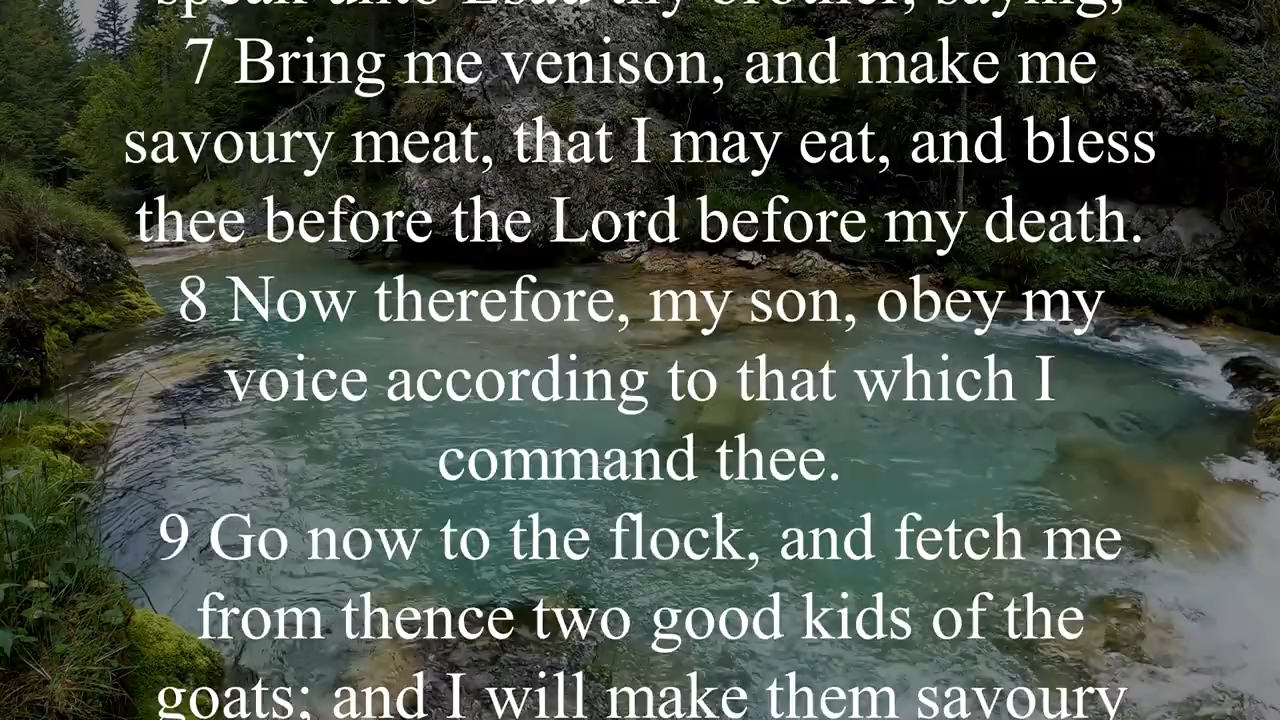 speak unto Esau thy brother, saying,
7 Bring me venison, and make me
savoury meat, that I may eat, and bless
thee before the Lord before my death.
8 Now therefore, my son, obey my
voice according to that which I
command thee.
9 Go now to the flock, and fetch me
from thence two good kids of the
goats; and I will make them savoury